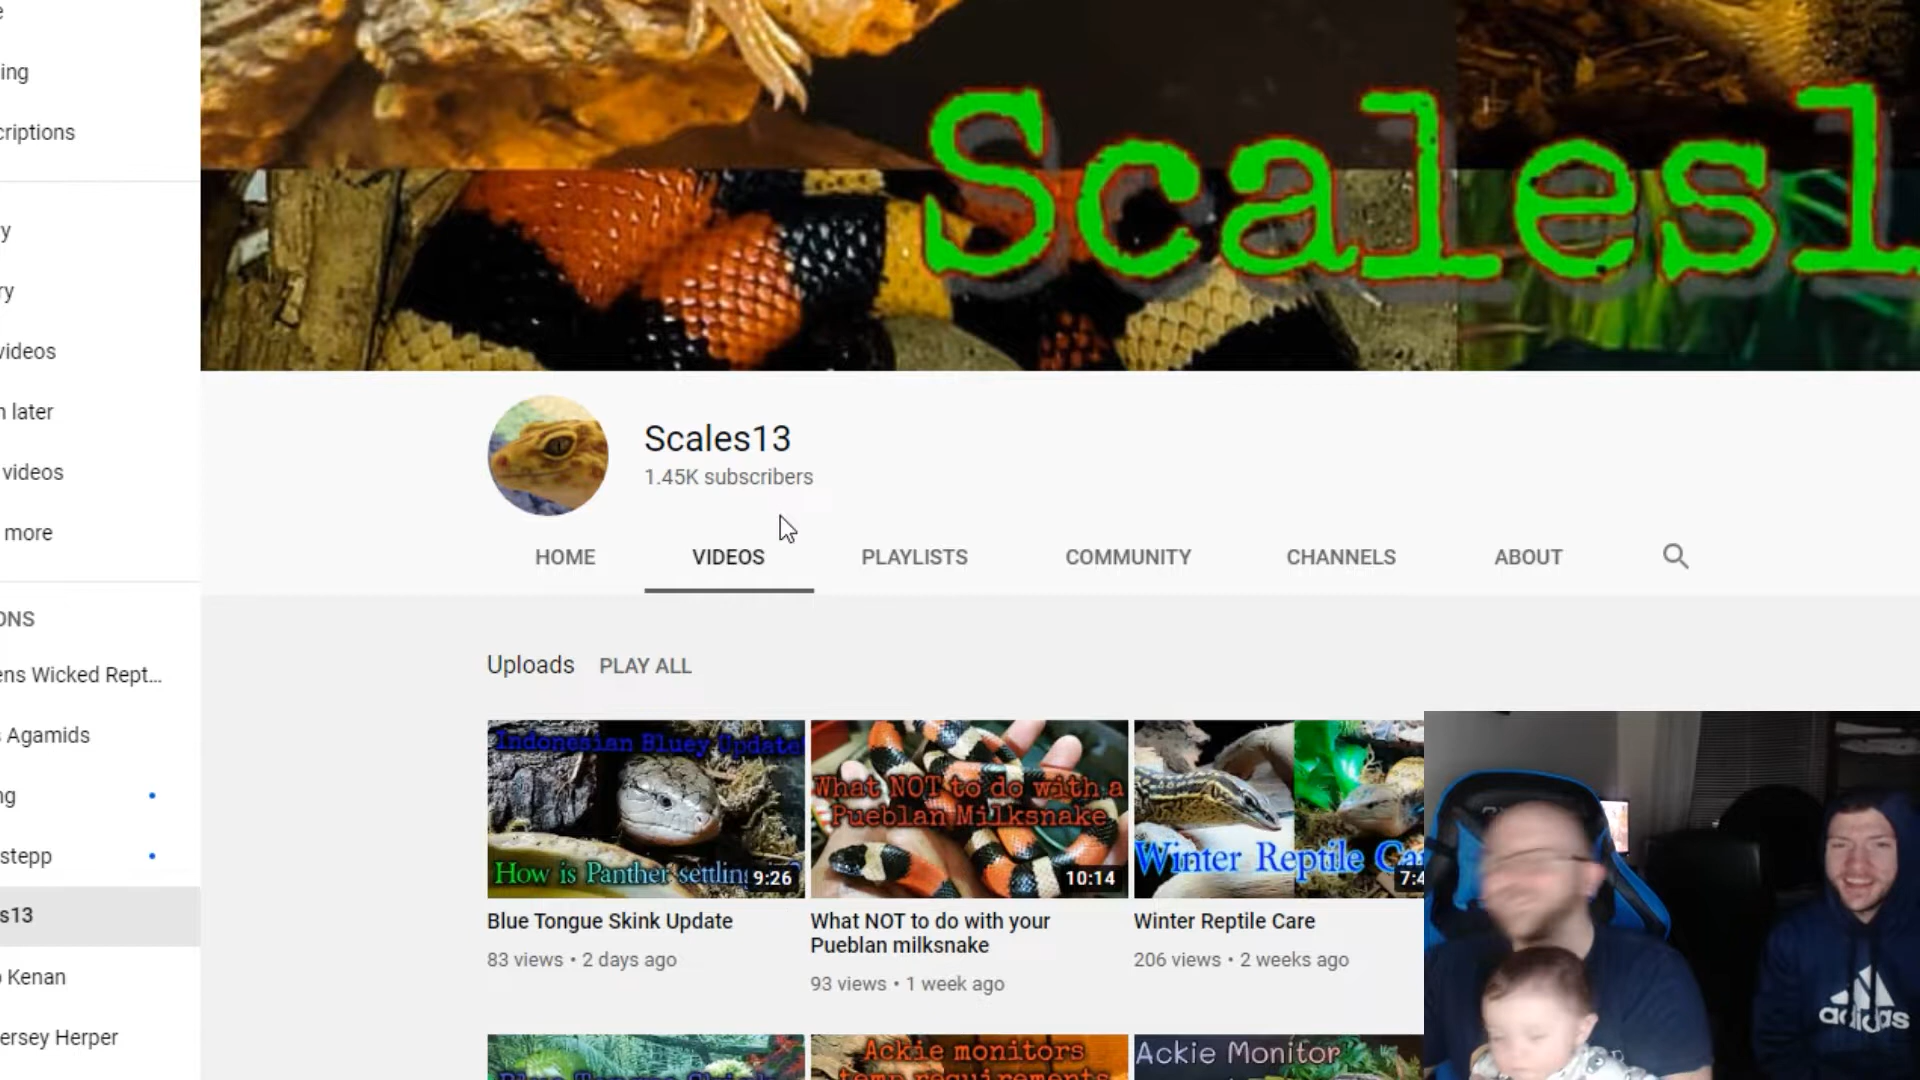 ing
criptions
Scales1
y
ry
videos
n later
videos
more
Scales13
1.45K subscribers
HOME
VIDEOS
PLAYLISTS
COMMUNITY
CHANNELS
ABOUT
ONS
ens Wicked Rept...
s Agamids
ng
stepp
s13
o Kenan
ersey Herper
Uploads PLAY ALL
Indonesian Bluey Update
How is Panther settling
9:26
Blue Tongue Skink Update
83 views • 2 days ago
What NOT to do with a
Pueblan Milksnake
10:14
What NOT to do with your
Pueblan milksnake
93 views • 1 week ago
Winter Reptile Ca
7:4
Winter Reptile Care
206 views • 2 weeks ago
Ackie monitors
temp requirements
Ackie Monitor
adidas